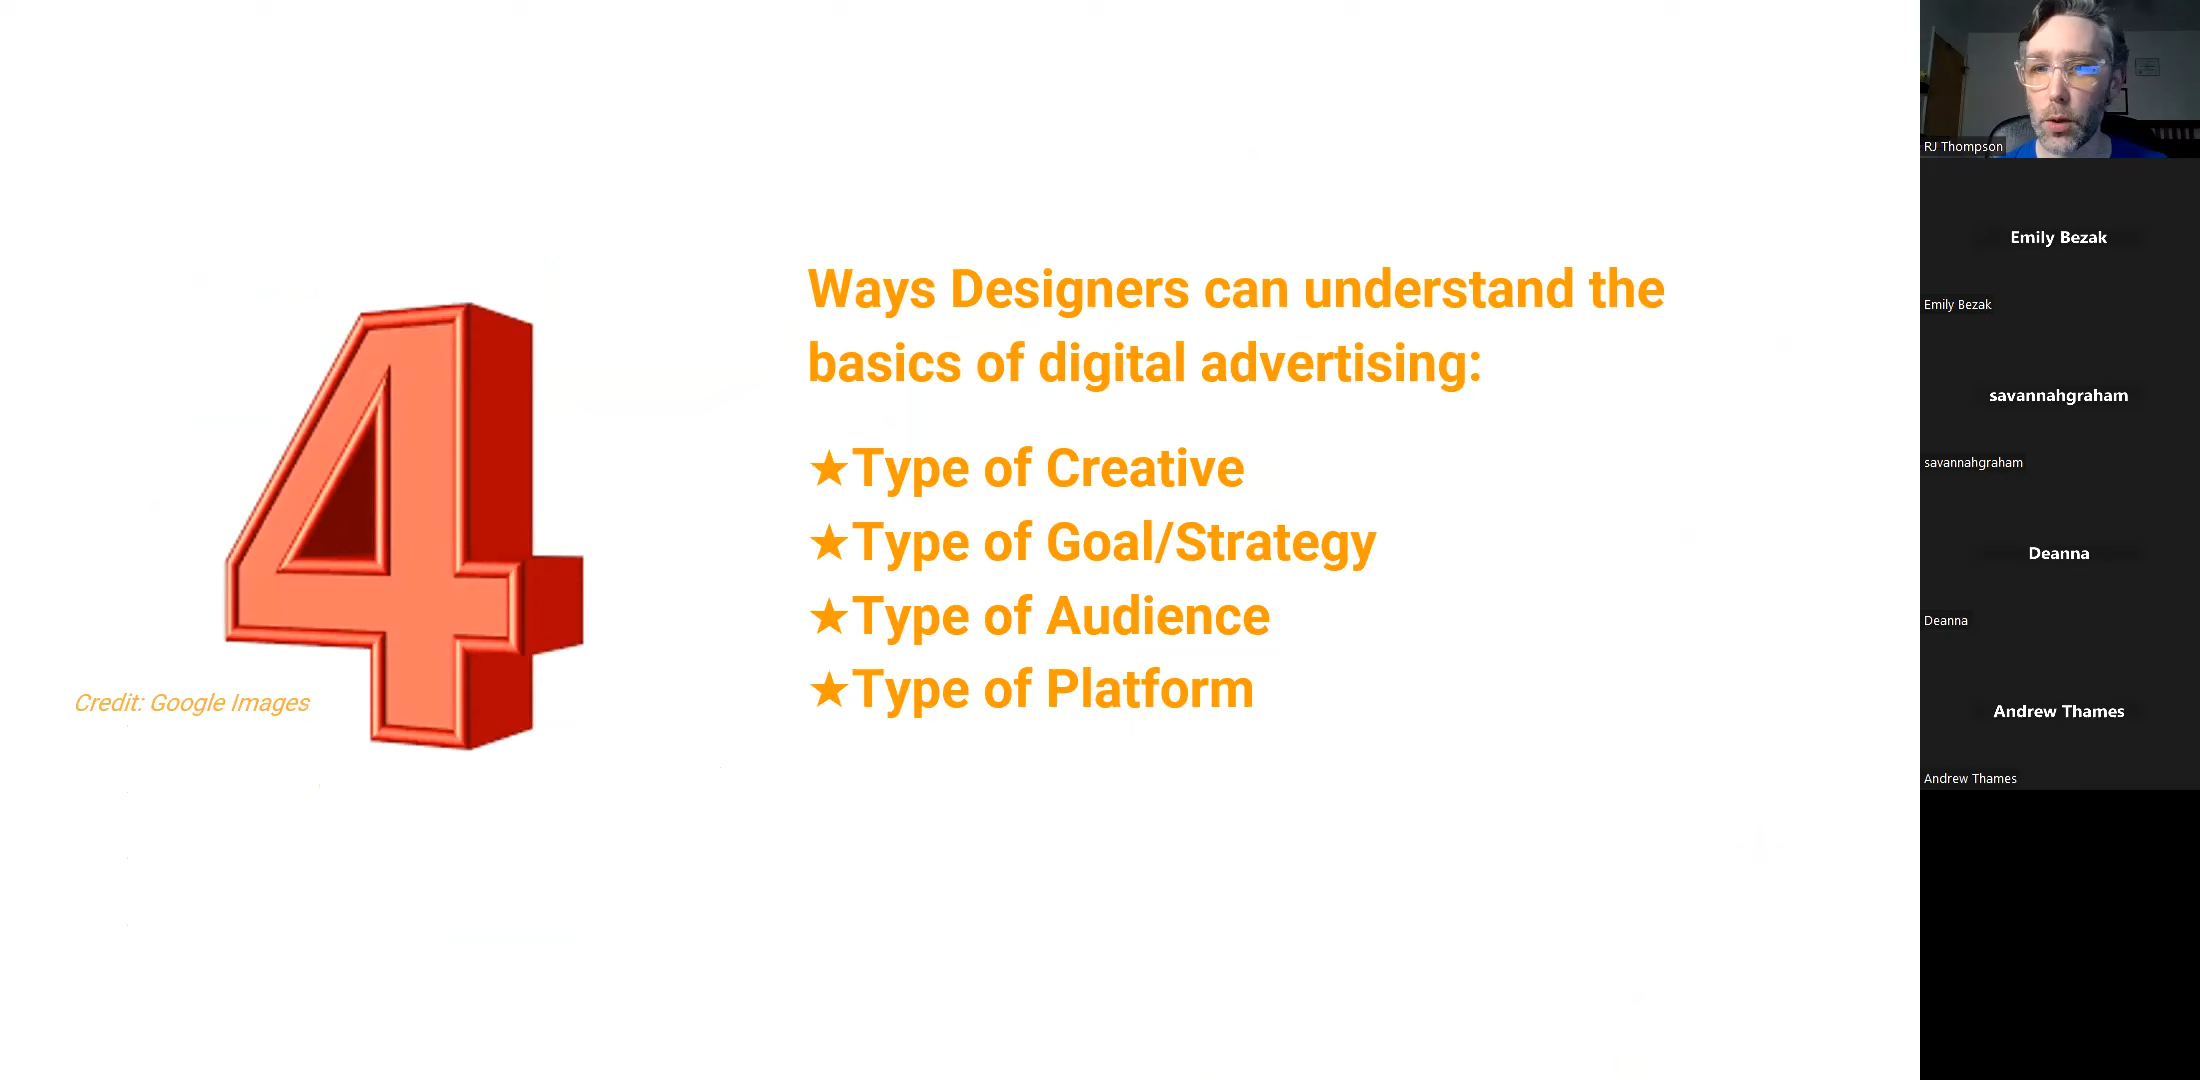 4
Ways Designers can understand the
basics of digital advertising:
★Type of Creative
★Type of Goal/Strategy
★Type of Audience
★Type of Platform
Credit: Google Images
RJ Thompson
Emily Bezak
Emily Bezak
savannahgraham
savannahgraham
Deanna
Deanna
Andrew Thames
Andrew Thames